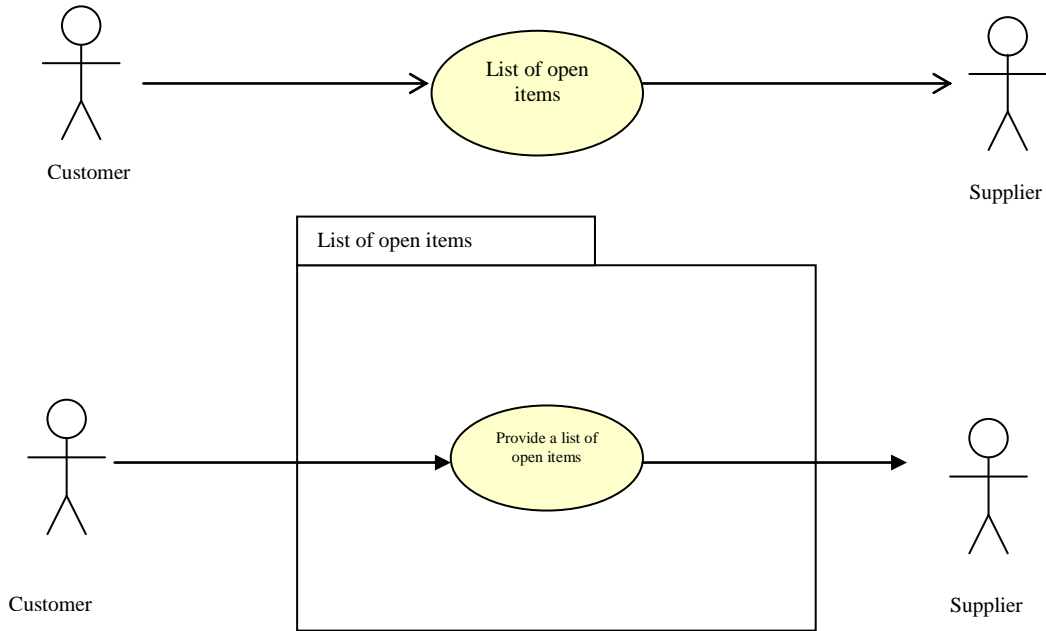 List of open
items
Customer
Supplier
List of open items
Provide a list of
open items
Customer
Supplier